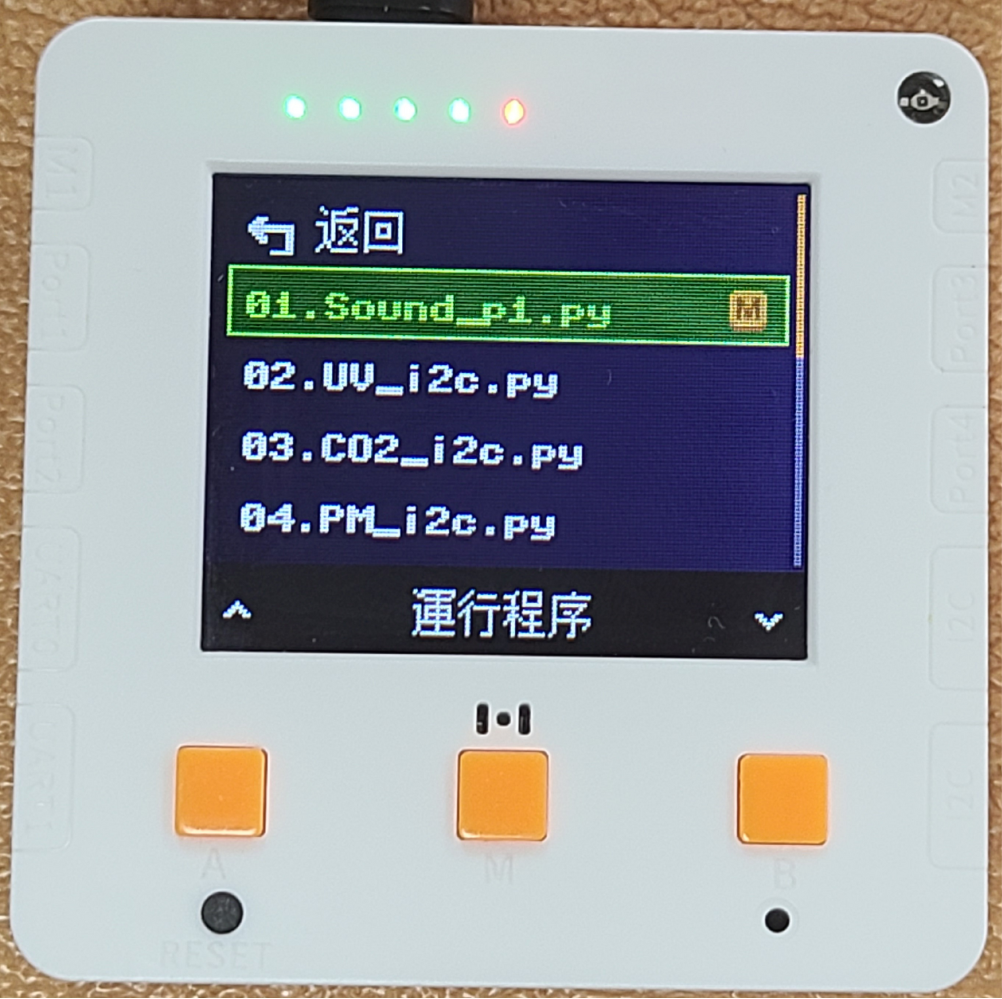 返回
01.Sound_p1.py M
02.UV_i2c.py
03.CO2_i2c.py
04.PM_i2c.py
運行程序
M1
Port1
Port2
UART1
M2
Port3
Port4
I2C
I2C
A
M
B
RESET